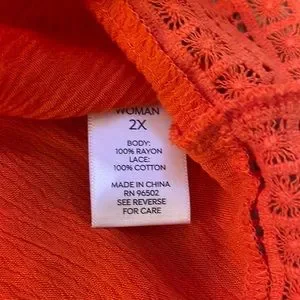 WOMAN
2X
BODY:
100% RAYON
LACE:
100% COTTON
MADE IN CHINA
RN 96502
SEE REVERSE
FOR CARE